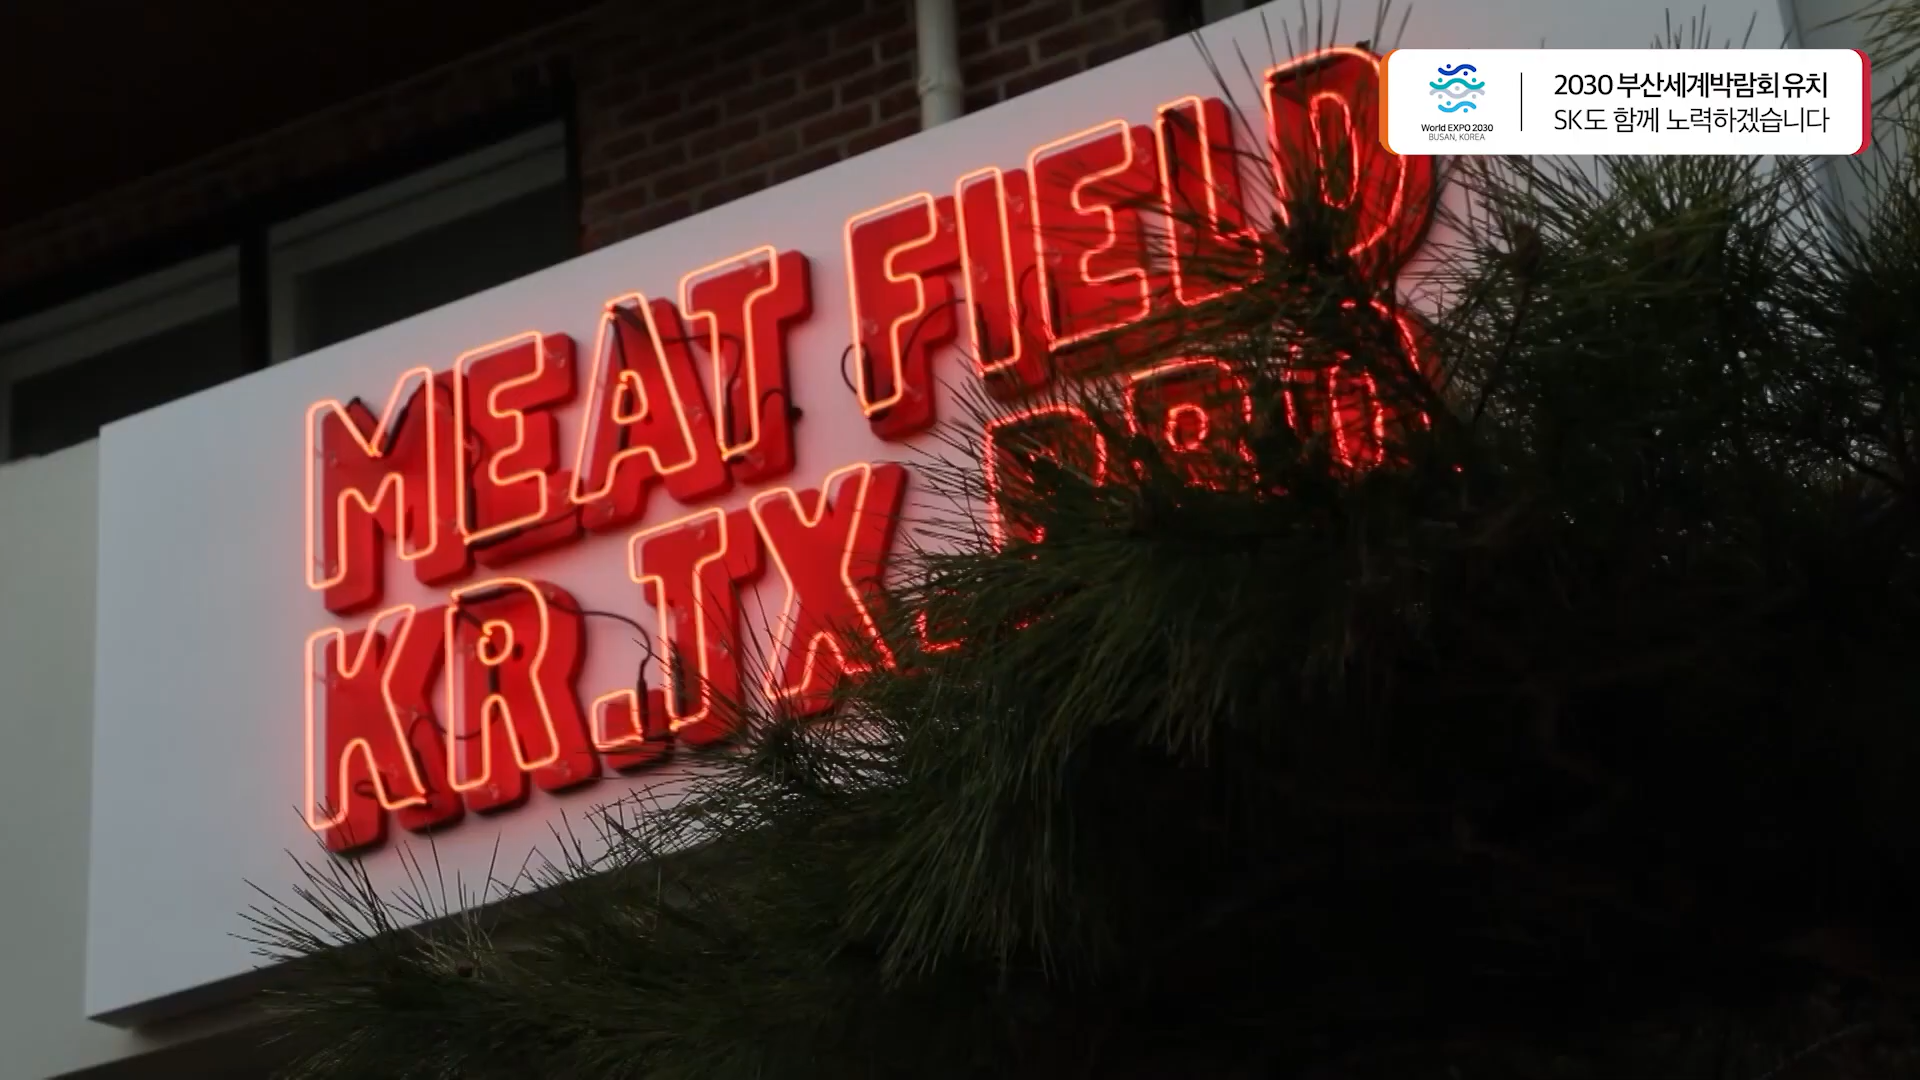 MEAT FIELD
KR.TX
World EXPO 2030
BUSAN, KOREA
2030 부산세계박람회 유치
SK도 함께 노력하겠습니다